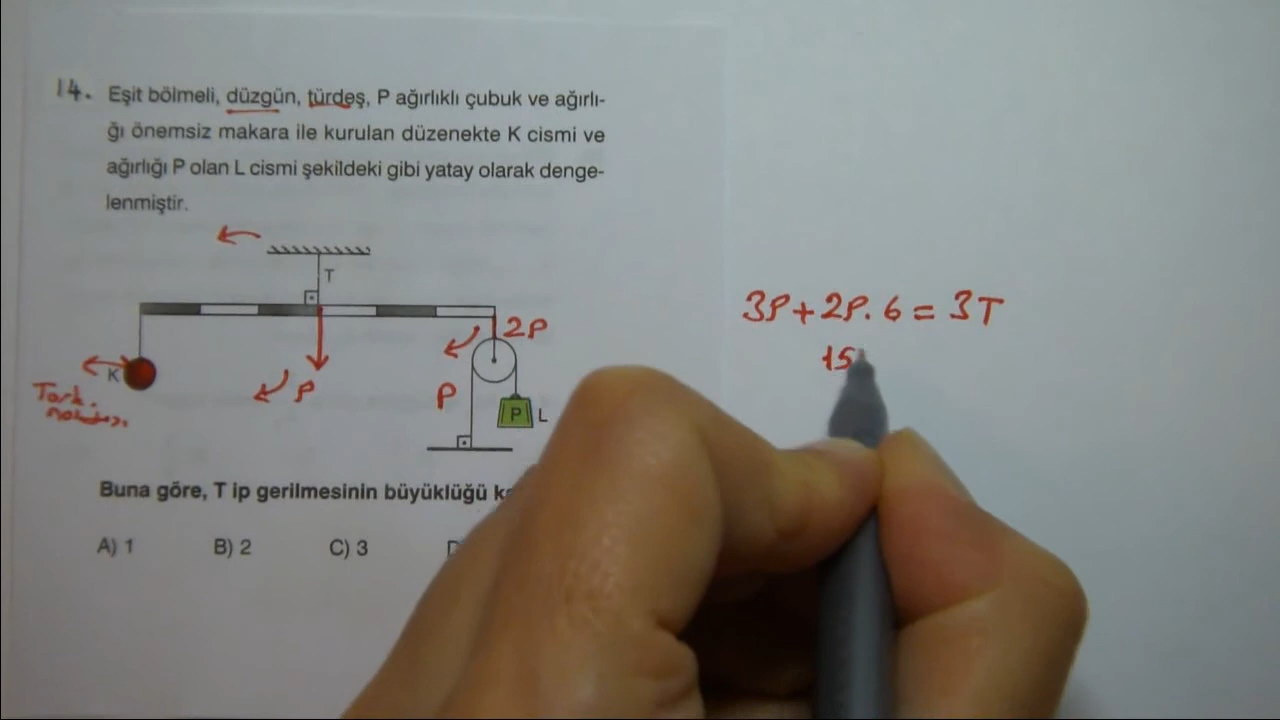 14. Eşit bölmeli, düzgün, türdeş, P ağırlıklı çubuk ve ağırlı-
ğı önemsiz makara ile kurulan düzenekte K cismi ve
ağırlığı P olan L cismi şekildeki gibi yatay olarak denge-
lenmiştir.
T
2P
3P + 2P. 6 = 3T
15
K
P
P
P
L
Tork
noktası
Buna göre, T ip gerilmesinin büyüklüğü
A) 1 B) 2 C) 3